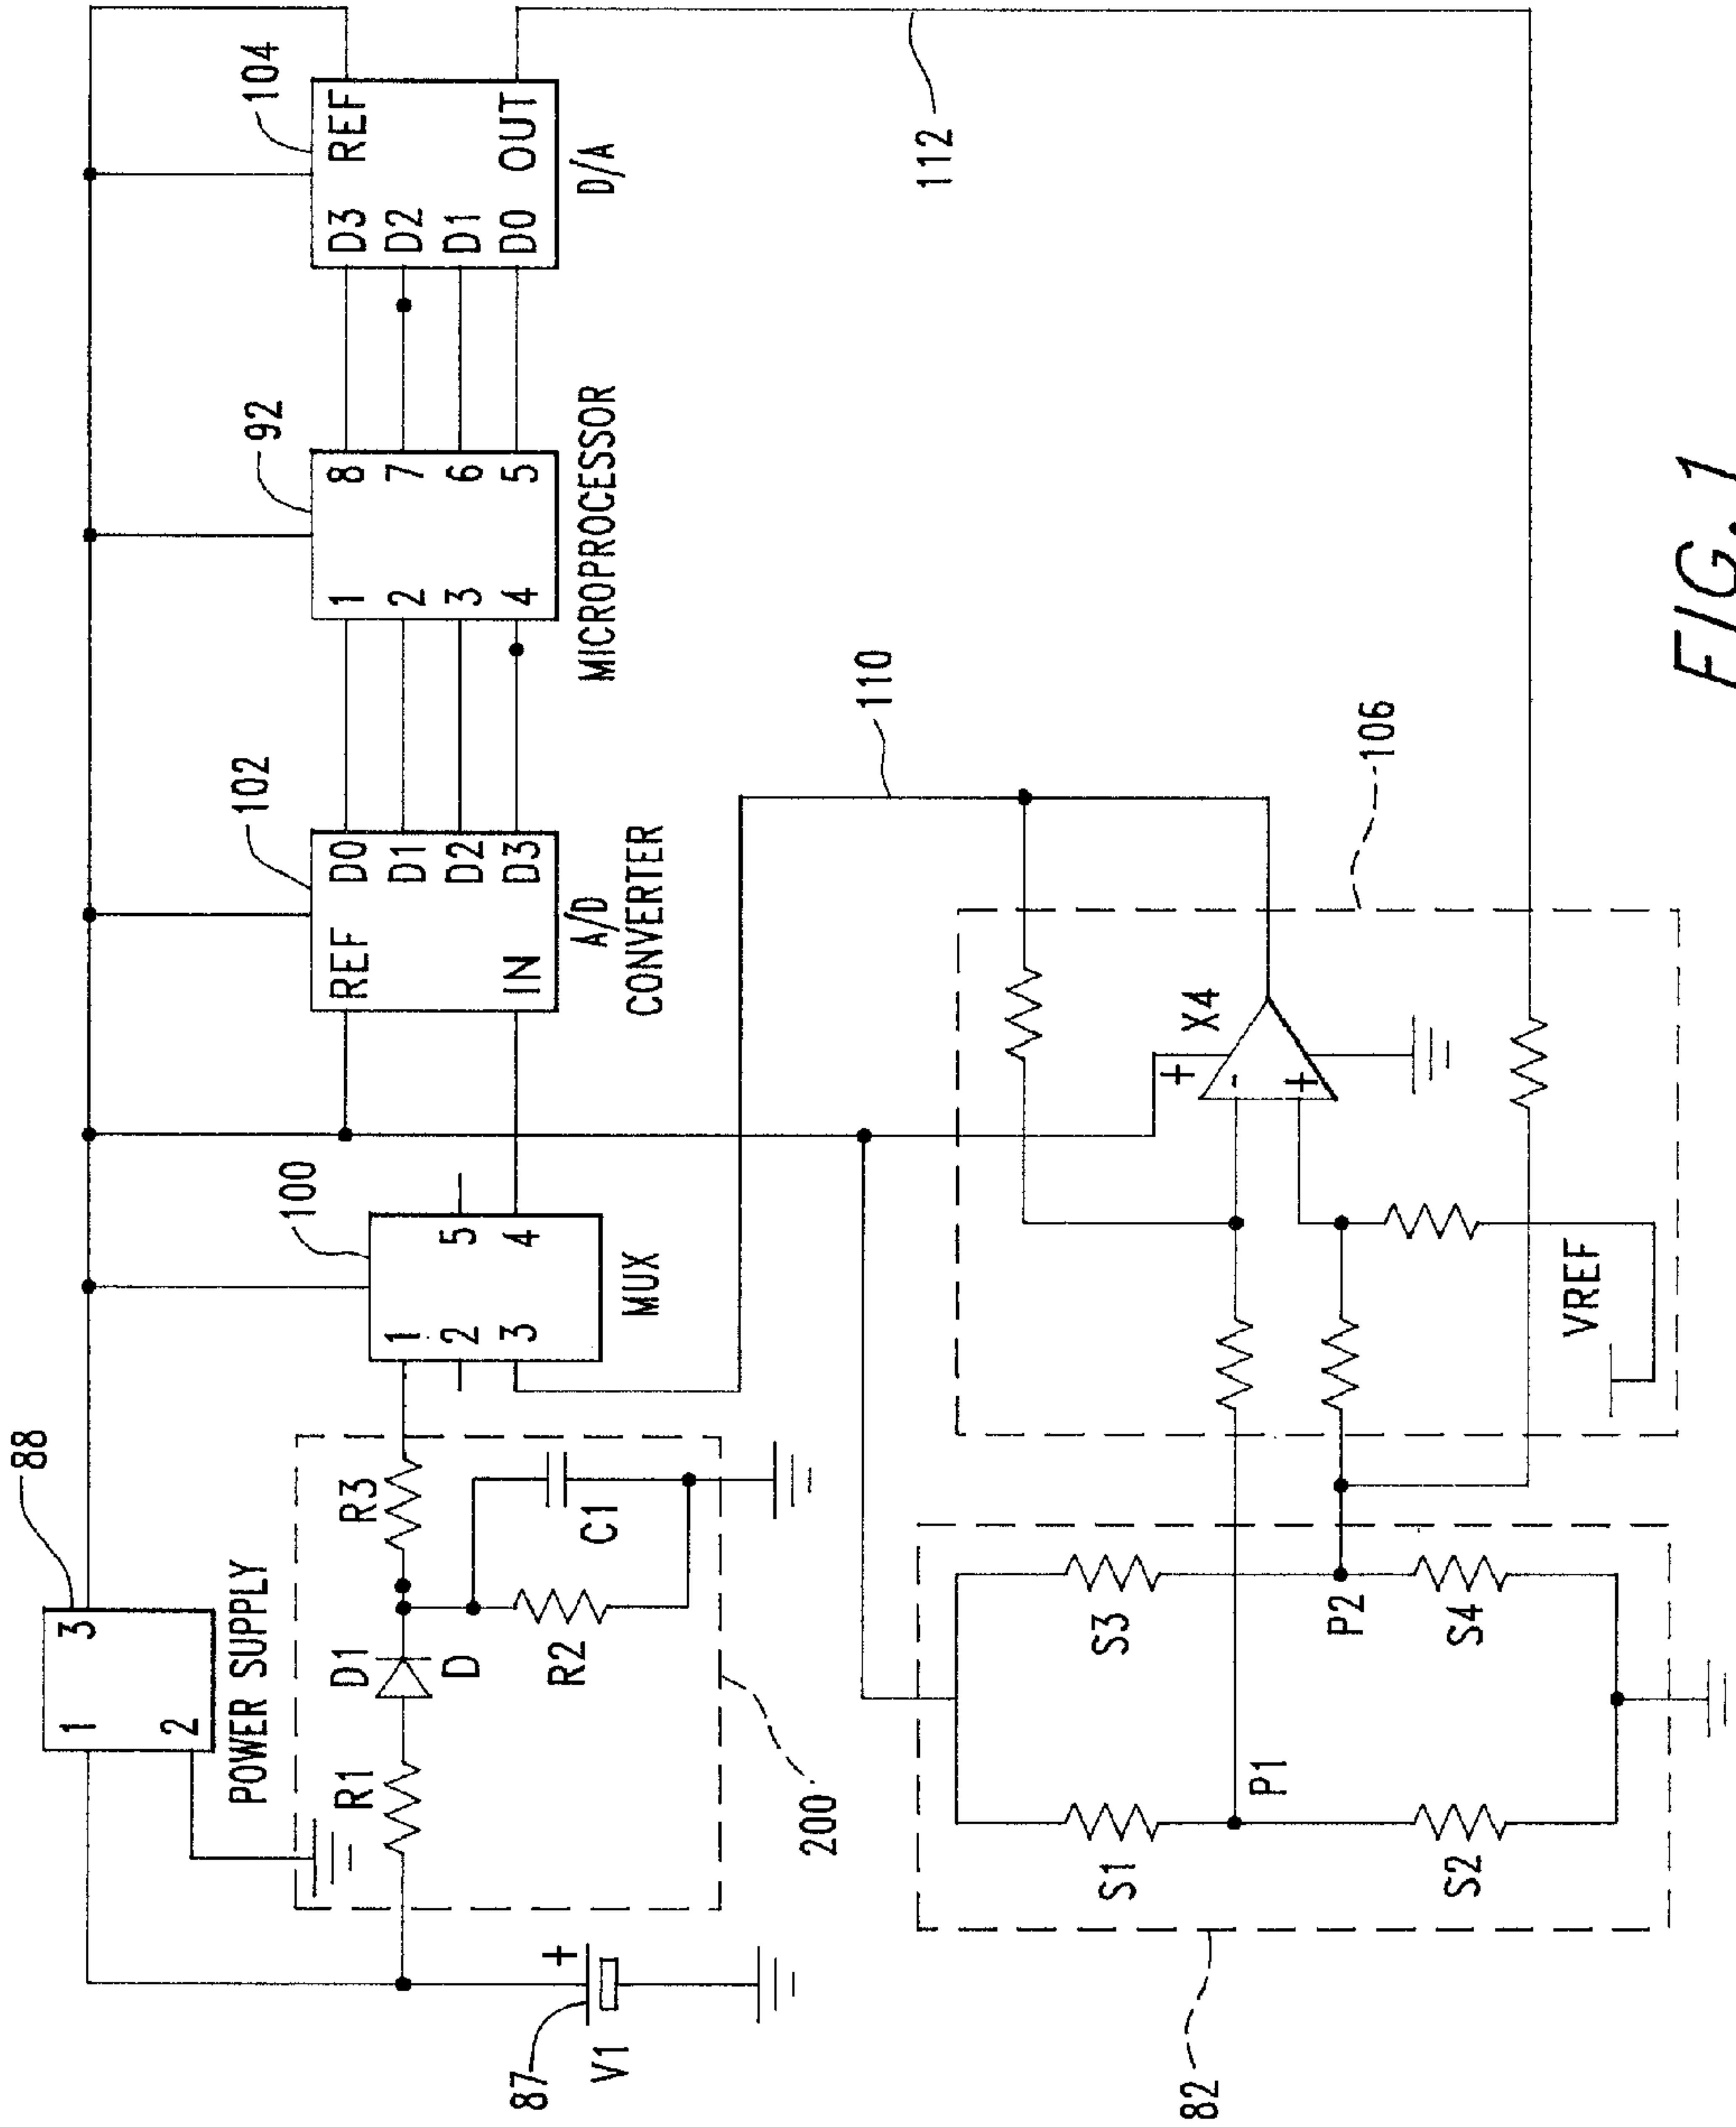 88
1
3
2
POWER SUPPLY
87
V1
+
R1
D1
D
R3
R2
C1
200
100
1
2
3
5
4
MUX
102
REF
IN
D0
D1
D2
D3
A/D
CONVERTER
92
1
2
3
4
8
7
6
5
MICROPROCESSOR
104
D3
D2
D1
D0
REF
OUT
D/A
112
110
106
82
S1
S2
S3
S4
P1
P2
+
-
+
X4
VREF
FIG.1